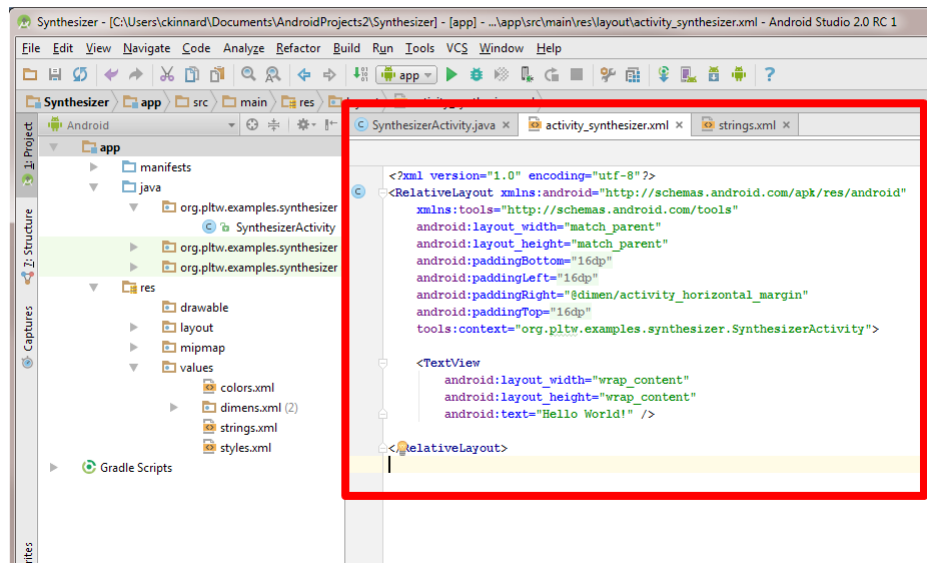 Synthesizer - [C:\Users\ckinnard\Documents\AndroidProjects2\Synthesizer] - [app] - ...\app\src\main\res\layout\activity_synthesizer.xml - Android Studio 2.0 RC 1
File Edit View Navigate Code Analyze Refactor Build Run Tools VCS Window Help
app
Synthesizer app src main res
Android
1: Project
7: Structure
Captures
app
manifests
java
org.pltw.examples.synthesizer
SynthesizerActivity
org.pltw.examples.synthesizer
org.pltw.examples.synthesizer
res
drawable
layout
mipmap
values
colors.xml
dimens.xml (2)
strings.xml
styles.xml
Gradle Scripts
SynthesizerActivity.java × activity_synthesizer.xml × strings.xml ×
<?xml version="1.0" encoding="utf-8"?>
<RelativeLayout xmlns:android="http://schemas.android.com/apk/res/android"
xmlns:tools="http://schemas.android.com/tools"
android:layout_width="match_parent"
android:layout_height="match_parent"
android:paddingBottom="16dp"
android:paddingLeft="16dp"
android:paddingRight="@dimen/activity_horizontal_margin"
android:paddingTop="16dp"
tools:context="org.pltw.examples.synthesizer.SynthesizerActivity">
<TextView
android:layout_width="wrap_content"
android:layout_height="wrap_content"
android:text="Hello World!" />
</RelativeLayout>